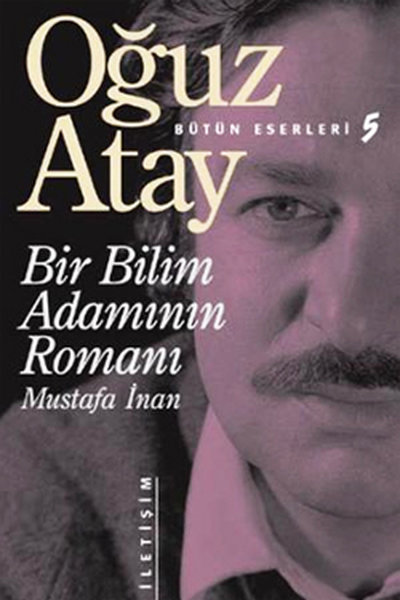 Oğuz
BÜTÜN ESERLERİ 5
Atay
Bir Bilim
Adamının
Romanı
Mustafa İnan
İLETİŞİM